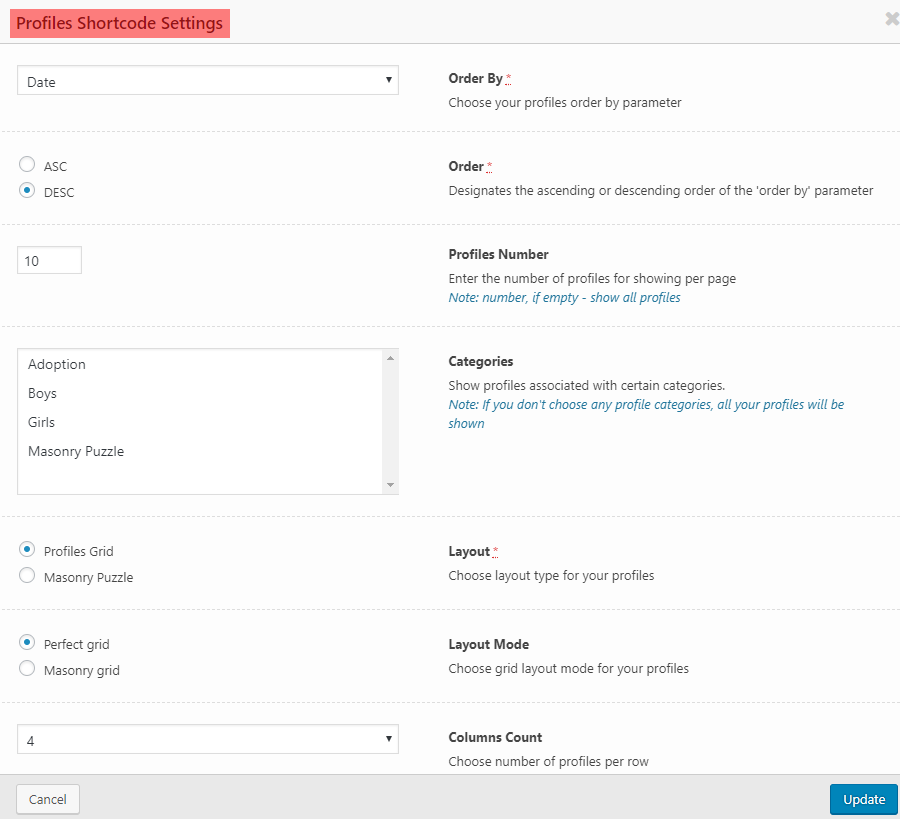 Profiles Shortcode Settings
Date
Order By *
Choose your profiles order by parameter
ASC
DESC
Order *
Designates the ascending or descending order of the 'order by' parameter
10
Profiles Number
Enter the number of profiles for showing per page
Note: number, if empty - show all profiles
Adoption
Boys
Girls
Masonry Puzzle
Categories
Show profiles associated with certain categories.
Note: If you don't choose any profile categories, all your profiles will be
shown
Profiles Grid
Masonry Puzzle
Layout *
Choose layout type for your profiles
Perfect grid
Masonry grid
Layout Mode
Choose grid layout mode for your profiles
4
Columns Count
Choose number of profiles per row
Cancel
Update